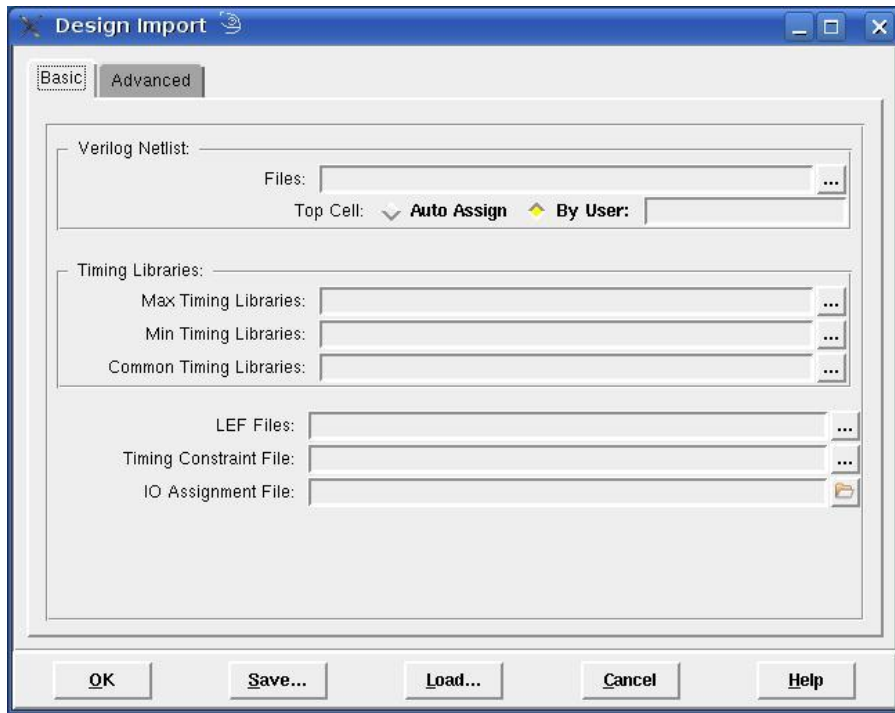 Design Import
Basic Advanced
Verilog Netlist:
Files: ...
Top Cell: Auto Assign By User:
Timing Libraries:
Max Timing Libraries: ...
Min Timing Libraries: ...
Common Timing Libraries: ...
LEF Files: ...
Timing Constraint File: ...
IO Assignment File:
OK Save... Load... Cancel Help